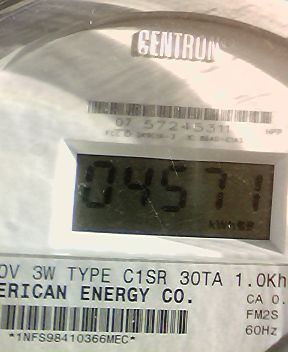 CENTRON
07 57245311
04571
kWhrs
0V 3W TYPE C1SR 30TA 1.0Kh
ERICAN ENERGY CO.
CA 0.
FM2S
60Hz
*1NFS98410366MEC*